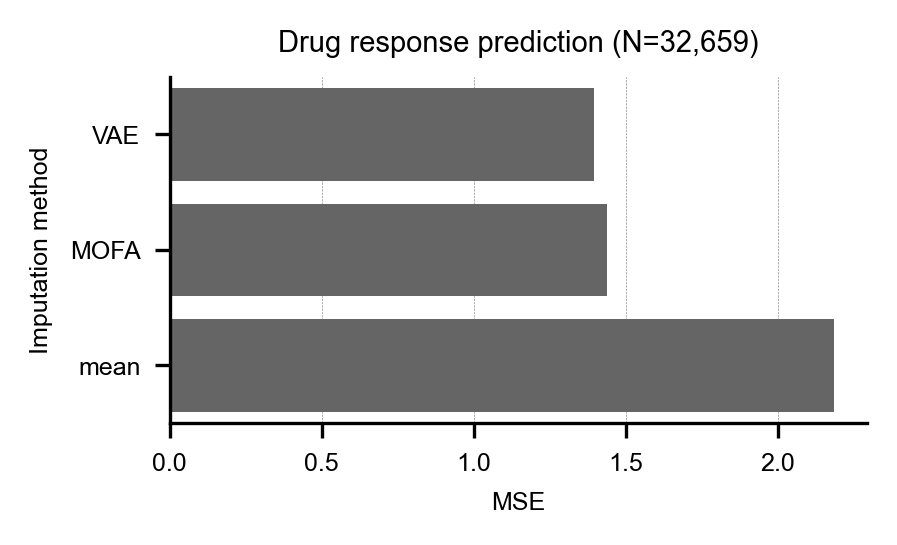 Drug response prediction (N=32,659)
Imputation method
VAE
MOFA
mean
0.0 0.5 1.0 1.5 2.0
MSE